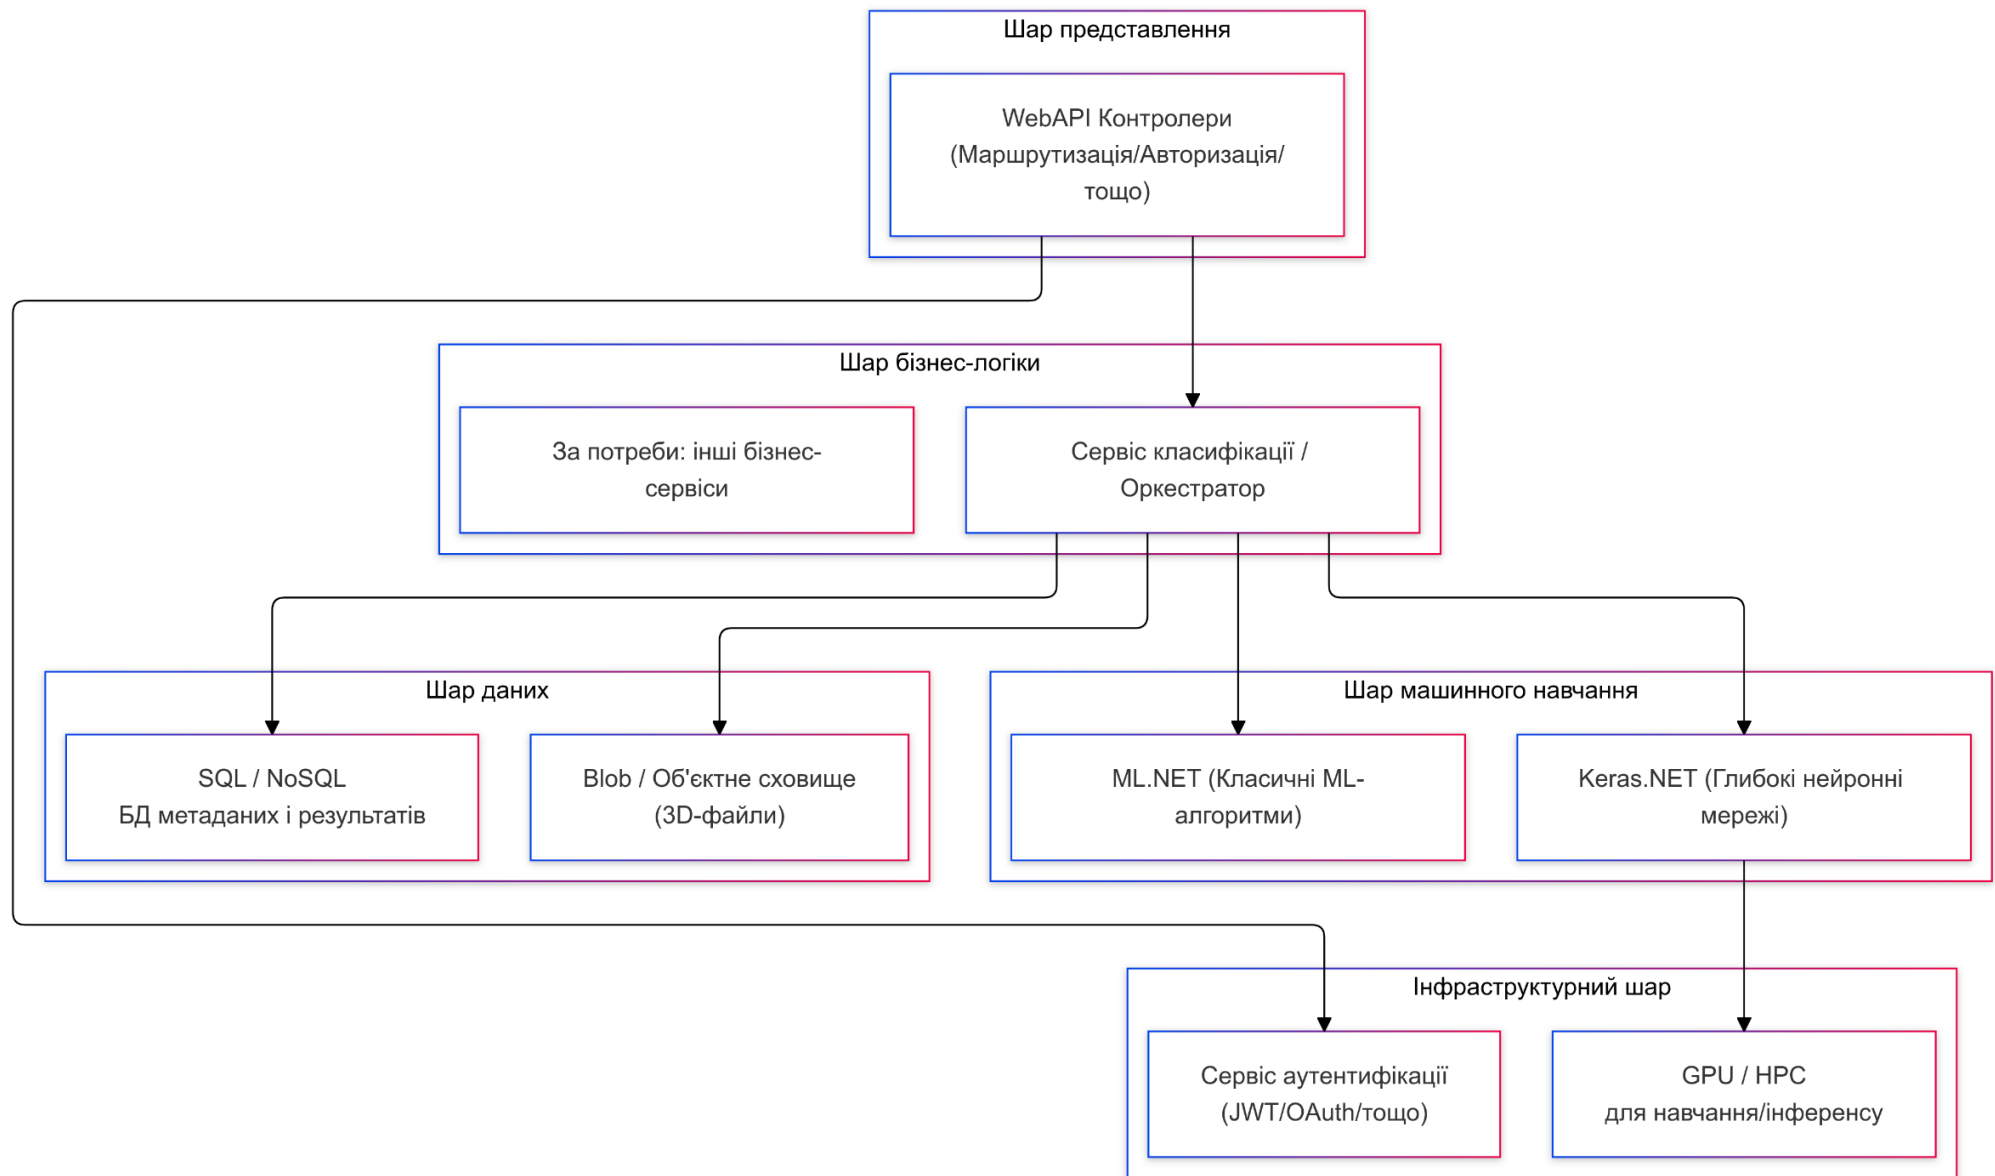 Шар представлення
WebAPI Контролери
(Маршрутизація/Авторизація/
тощо)
Шар бізнес-логіки
За потреби: інші бізнес-
сервіси
Сервіс класифікації /
Оркестратор
Шар даних
SQL / NoSQL
БД метаданих і результатів
Blob / Об'єктне сховище
(3D-файли)
Шар машинного навчання
ML.NET (Класичні ML-
алгоритми)
Keras.NET (Глибокі нейронні
мережі)
Інфраструктурний шар
Сервіс аутентифікації
(JWT/OAuth/тощо)
GPU / HPC
для навчання/інференсу